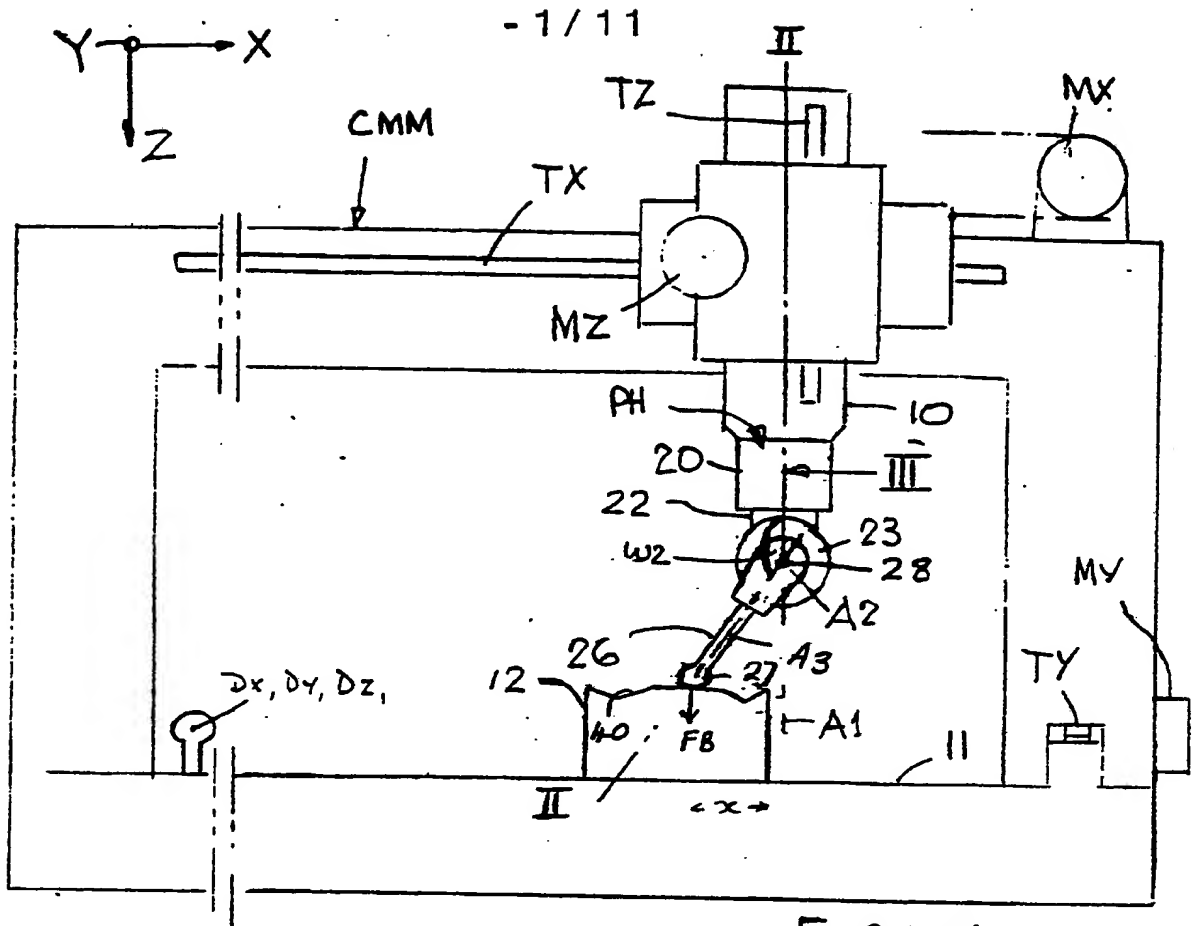 - 1 / 11
II
Y X
Z
TZ
MX
CMM
TX
MZ
PH
10
20
III
22
23
W2
28
A2
MY
26
A3
27
TY
12
Dx, Dy, Dz,
40
FB
A1
11
II
x